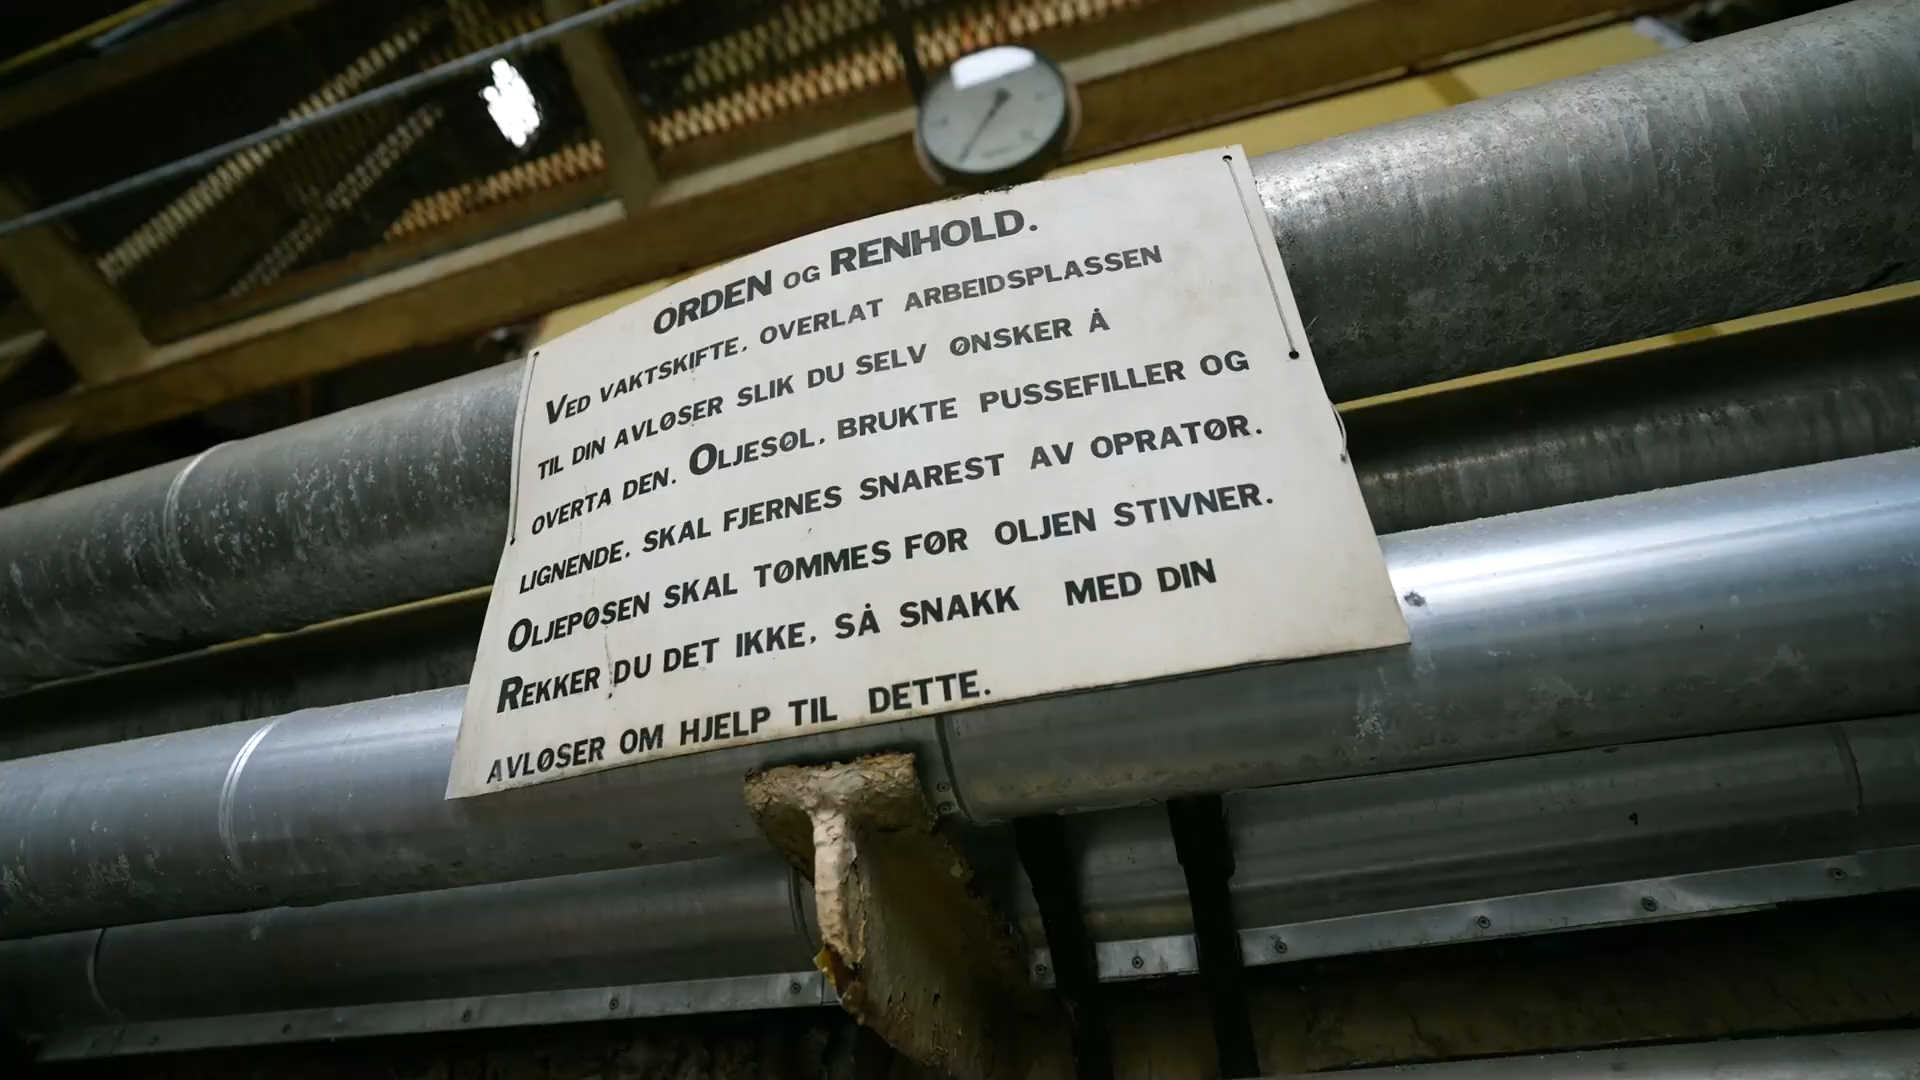 ORDEN OG RENHOLD.
VED VAKTSKIFTE, OVERLAT ARBEIDSPLASSEN
TIL DIN AVLØSER SLIK DU SELV ØNSKER Å
OVERTA DEN. OLJESØL, BRUKTE PUSSEFILLER OG
LIGNENDE, SKAL FJERNES SNAREST AV OPRATØR.
OLJEPØSEN SKAL TØMMES FØR OLJEN STIVNER.
REKKER DU DET IKKE, SÅ SNAKK MED DIN
AVLØSER OM HJELP TIL DETTE.